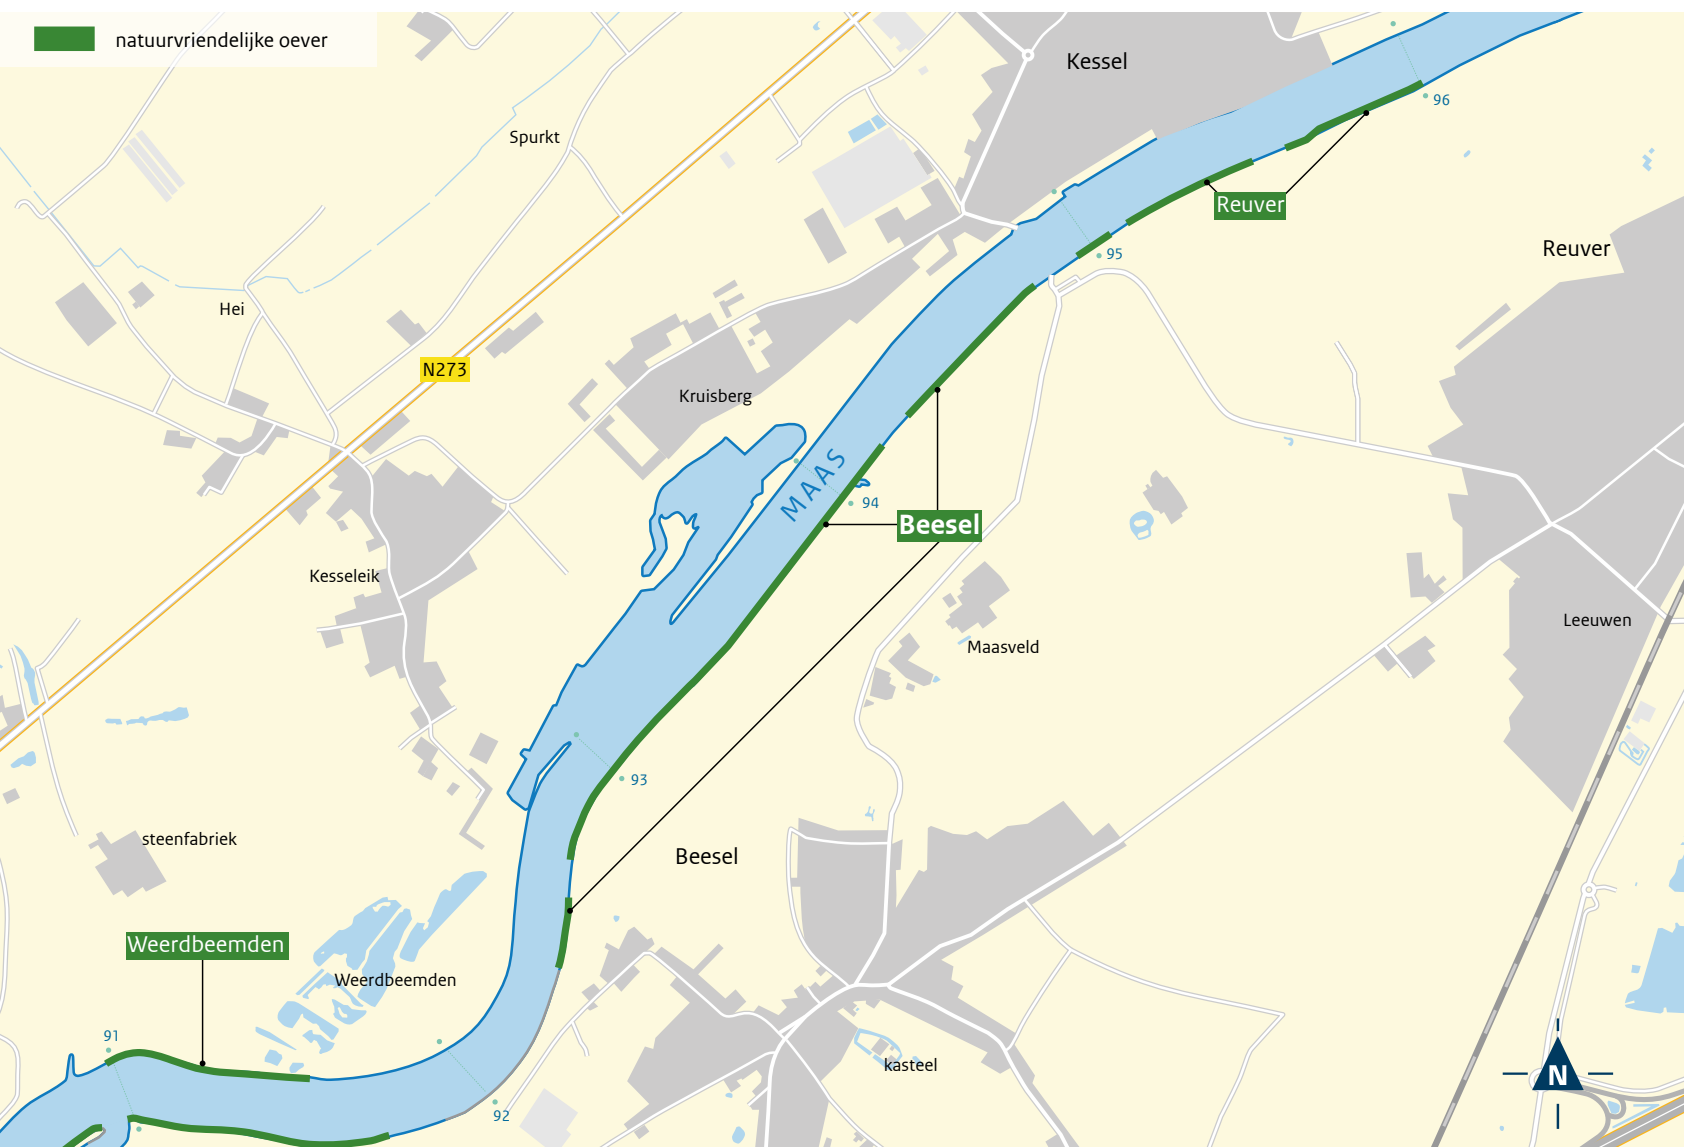 natuurvriendelijke oever
Kessel
96
Spurkt
Reuver
Reuver
95
Hei
N273
Kruisberg
MAAS
94
Beesel
Kesseleik
Leeuwen
Maasveld
93
steenfabriek
Beesel
Weerdbeemden
Weerdbeemden
91
kasteel
N
92